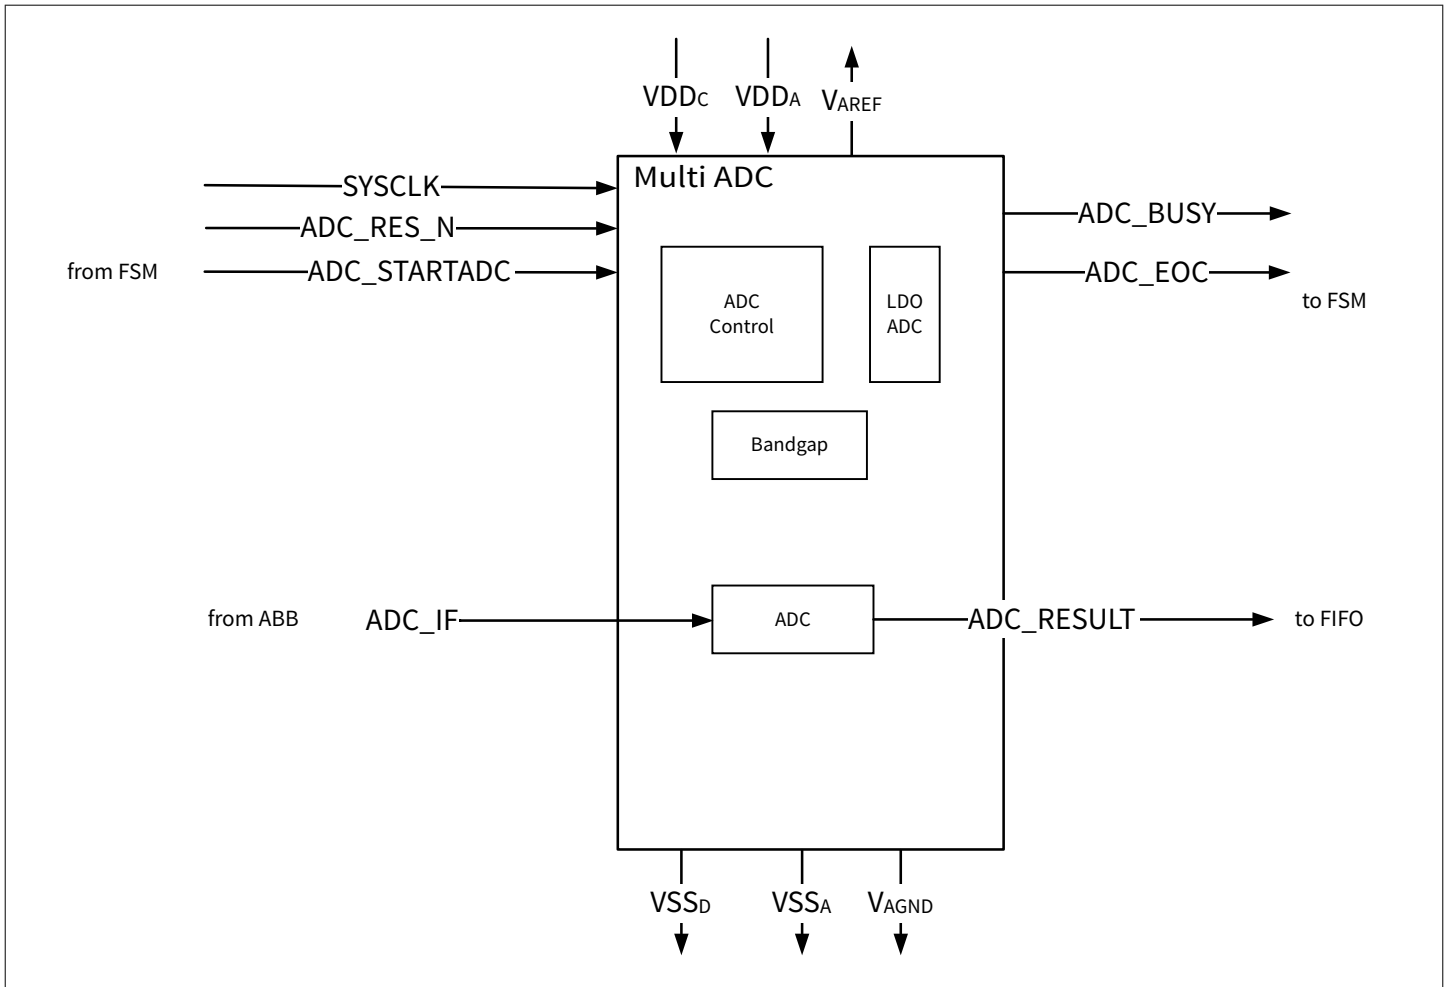 VDDC VDDA VAREF
Multi ADC
SYSCLK
ADC_RES_N
ADC_BUSY
from FSM ADC_STARTADC
ADC_EOC
to FSM
ADC
Control
LDO
ADC
Bandgap
from ABB ADC_IF ADC ADC_RESULT to FIFO
VSSD VSSA VAGND